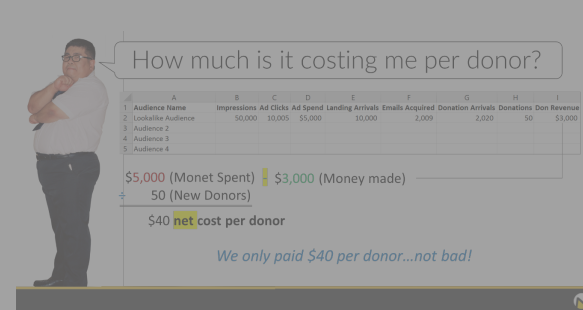 How much is it costing me per donor?
A B C D E F G H I
1 Audience Name Impressions Ad Clicks Ad Spend Landing Arrivals Emails Acquired Donation Arrivals Donations Don Revenue
2 Lookalike Audience 50,000 10,005 $5,000 10,000 2,009 2,020 50 $3,000
3 Audience 2
4 Audience 3
5 Audience 4
$5,000 (Monet Spent) - $3,000 (Money made)
÷ 50 (New Donors)
$40 net cost per donor
We only paid $40 per donor...not bad!